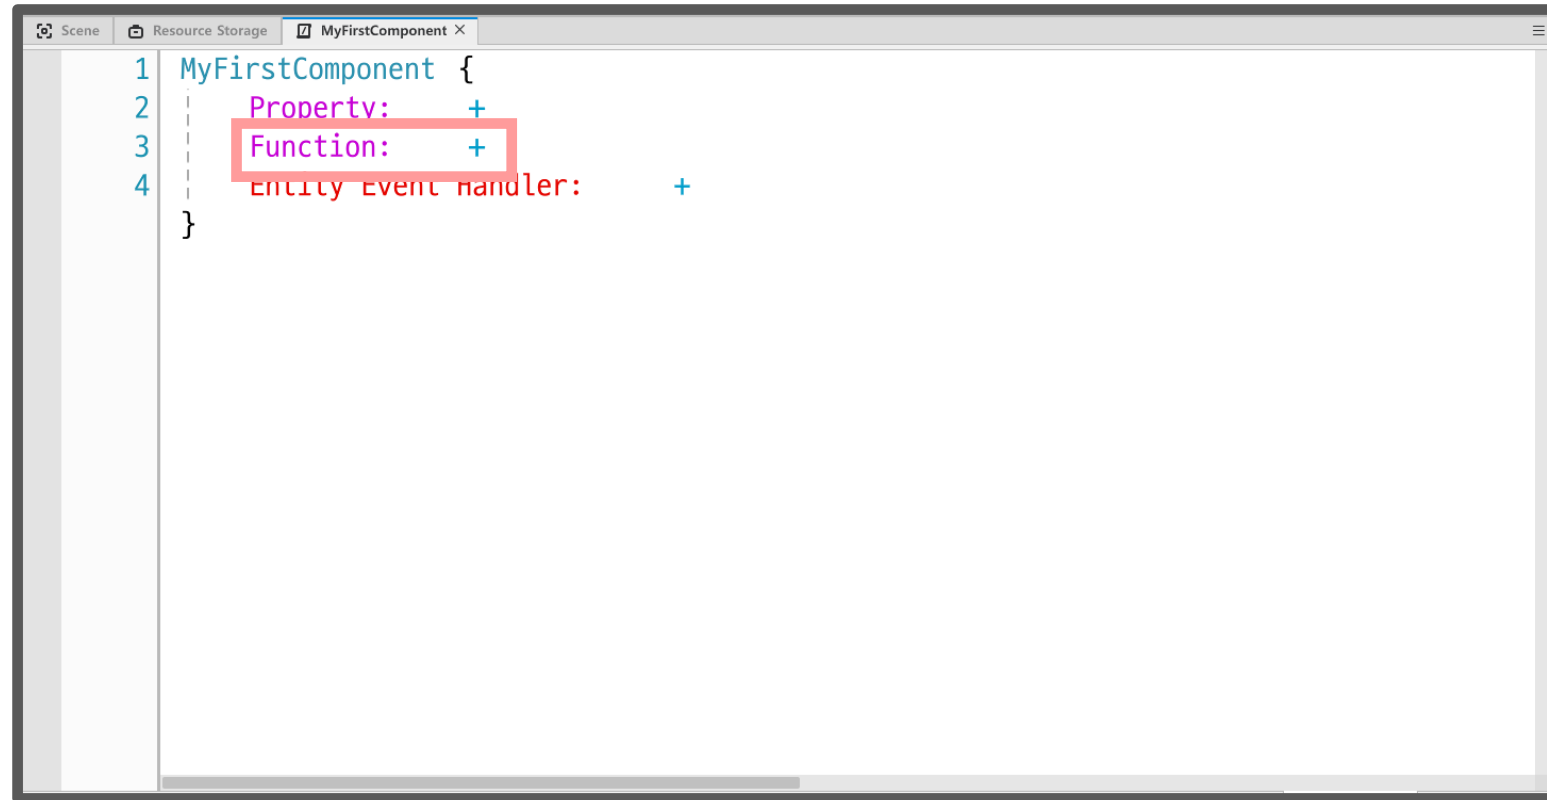 Scene Resource Storage MyFirstComponent
1 MyFirstComponent {
2 Property: +
3 Function: +
4 Entity Event Handler: +
}